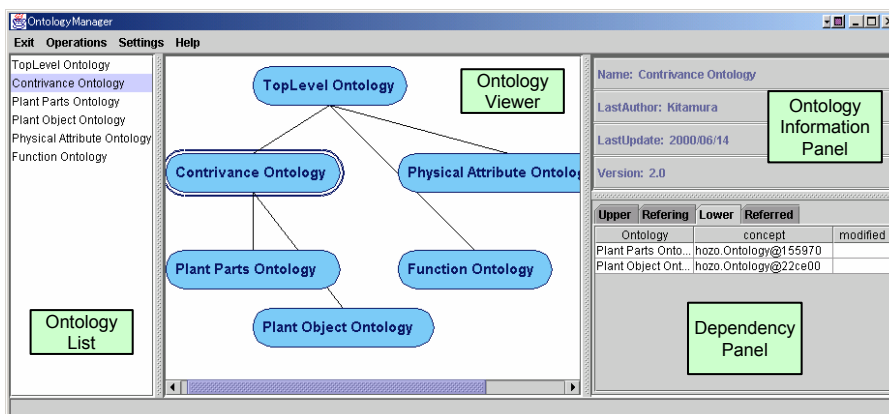 OntologyManager
Exit Operations Settings Help
TopLevel Ontology
Contrivance Ontology
Plant Parts Ontology
Plant Object Ontology
Physical Attribute Ontology
Function Ontology
Ontology
List
TopLevel Ontology
Ontology
Viewer
Contrivance Ontology
Physical Attribute Ontolog
Plant Parts Ontology
Function Ontology
Plant Object Ontology
Name: Contrivance Ontology
LastAuthor: Kitamura
LastUpdate: 2000/06/14
Version: 2.0
Ontology
Information
Panel
Upper Refering Lower Referred
Ontology concept modified
Plant Parts Onto... hozo.Ontology@155970
Plant Object Ont... hozo.Ontology@22ce00
Dependency
Panel